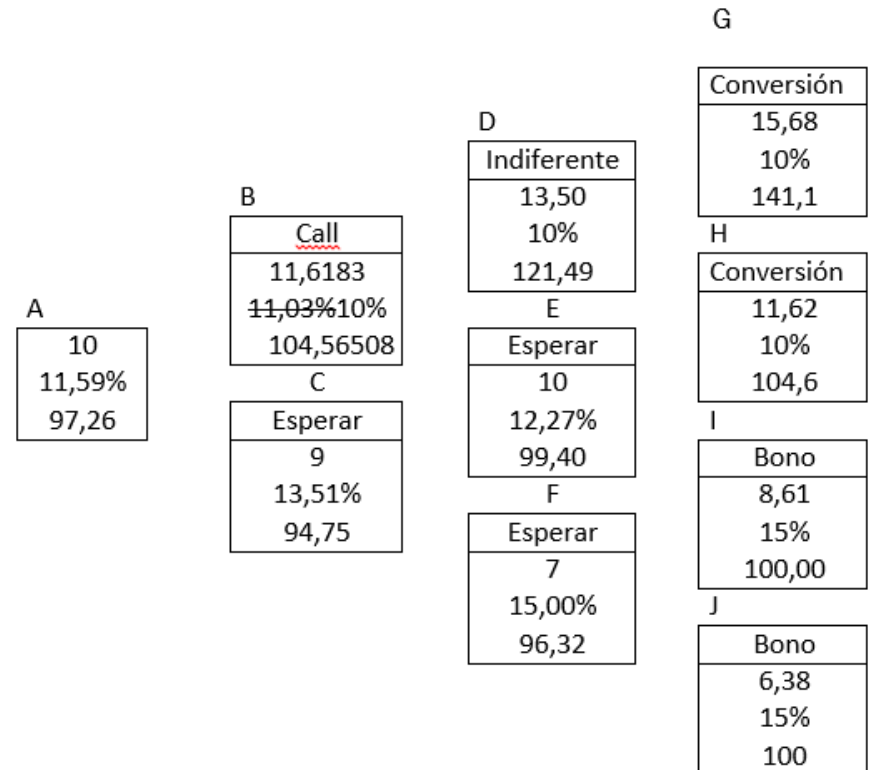 A
10
11,59%
97,26
B
Call
11,6183
11,03%10%
104,56508
C
Esperar
9
13,51%
94,75
D
Indiferente
13,50
10%
121,49
E
Esperar
10
12,27%
99,40
F
Esperar
7
15,00%
96,32
G
Conversión
15,68
10%
141,1
H
Conversión
11,62
10%
104,6
I
Bono
8,61
15%
100,00
J
Bono
6,38
15%
100